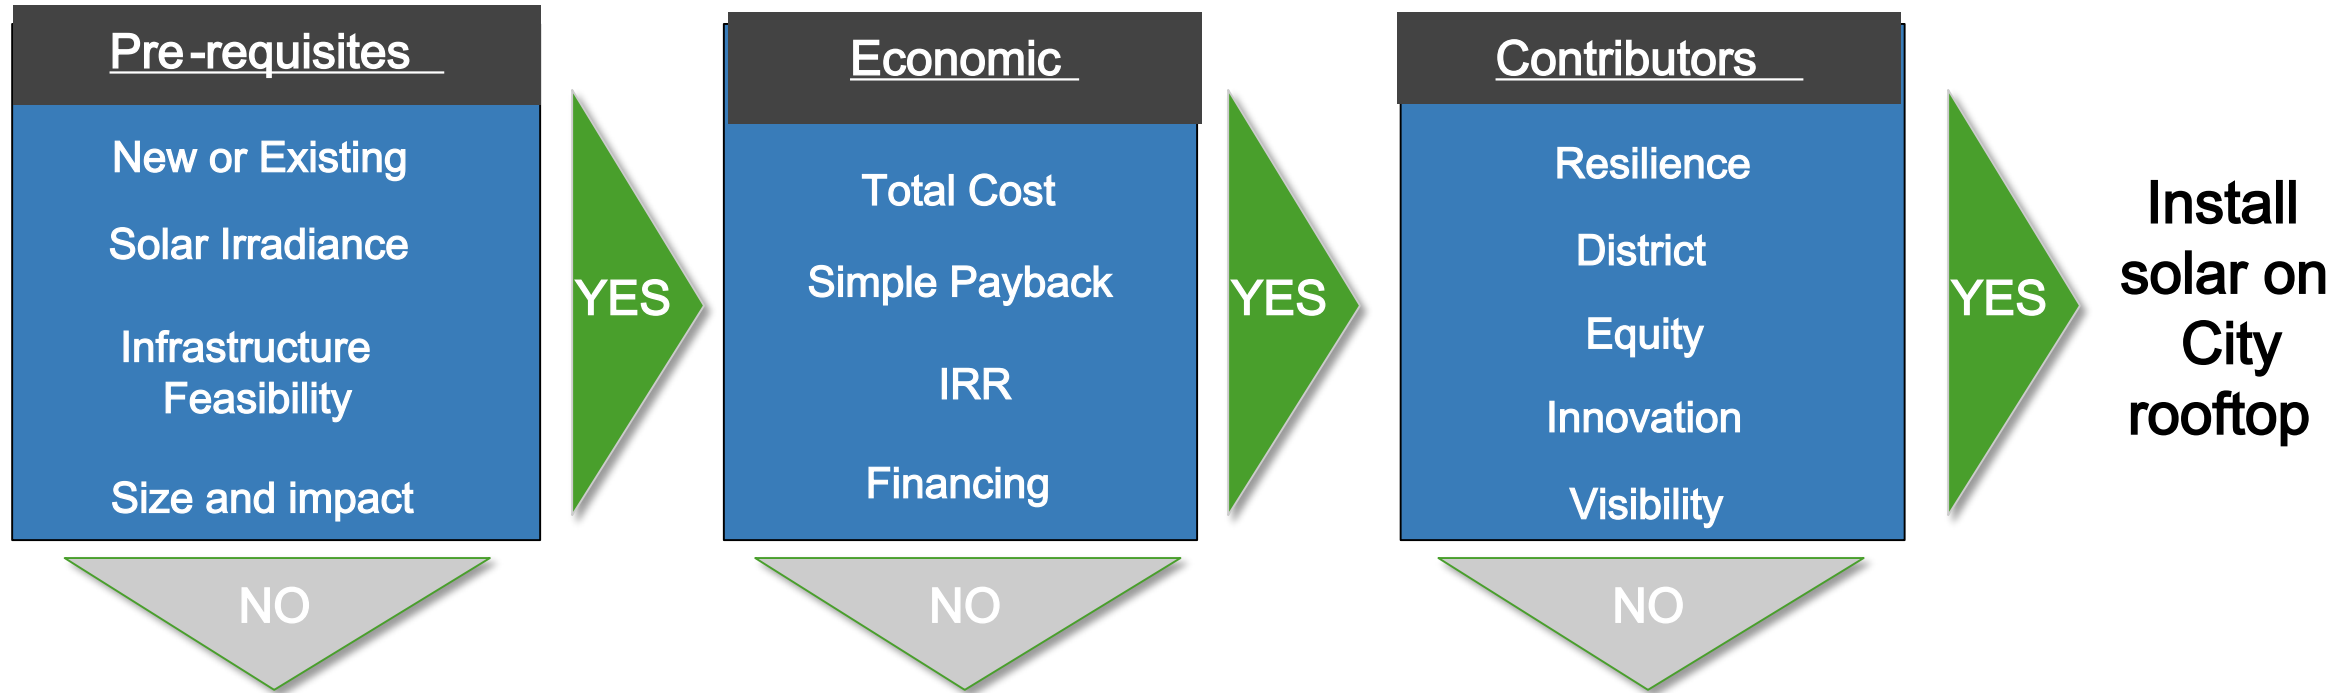 Pre-requisites
New or Existing
Solar Irradiance
Infrastructure
Feasibility
Size and impact
NO
YES
Economic
Total Cost
Simple Payback
IRR
Financing
NO
YES
Contributors
Resilience
District
Equity
Innovation
Visibility
NO
YES
Install
solar on
City
rooftop